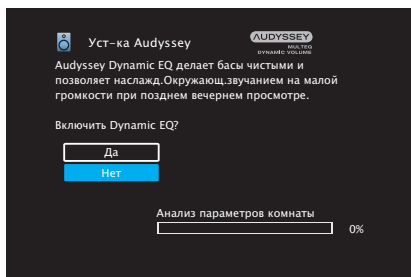 Уст-ка Audyssey
AUDYSSEY
MULTEQ
DYNAMIC VOLUME
Audyssey Dynamic EQ делает басы чистыми и
позволяет наслажд.Окружающ.звучанием на малой
громкости при позднем вечернем просмотре.
Включить Dynamic EQ?
Да
Нет
Анализ параметров комнаты
0%